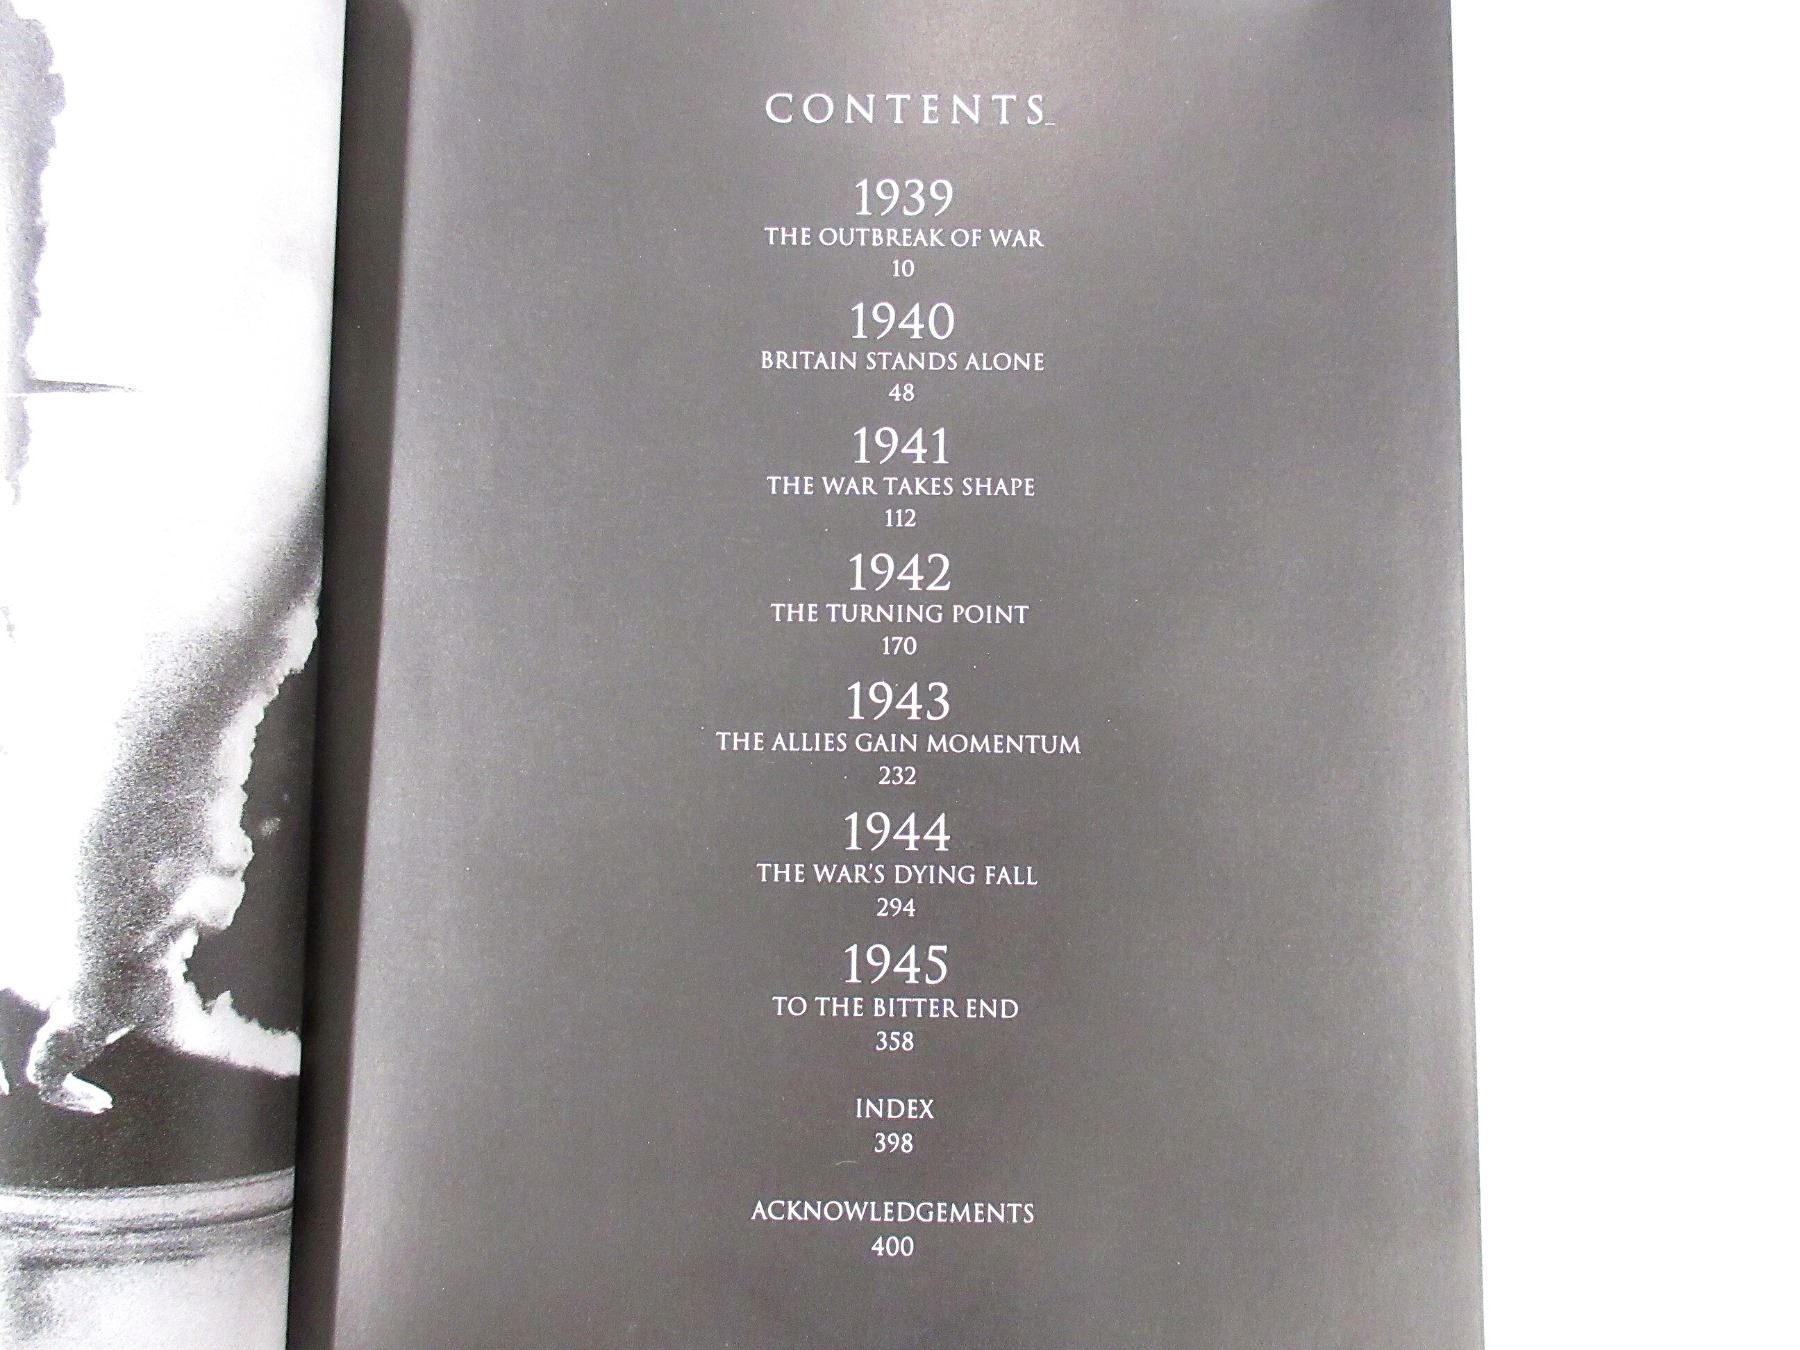 CONTENTS
1939
THE OUTBREAK OF WAR
10
1940
BRITAIN STANDS ALONE
48
1941
THE WAR TAKES SHAPE
112
1942
THE TURNING POINT
170
1943
THE ALLIES GAIN MOMENTUM
232
1944
THE WAR'S DYING FALL
294
1945
TO THE BITTER END
358
INDEX
398
ACKNOWLEDGEMENTS
400